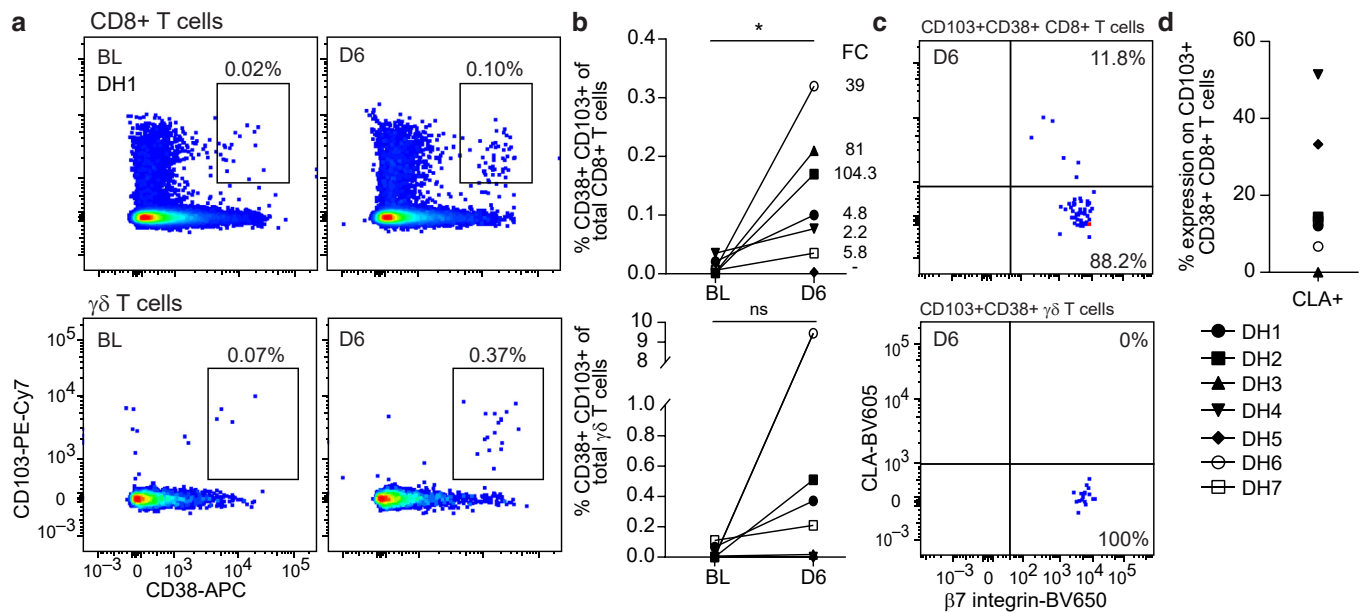 a
CD8+ T cells
BL
DH1
0.02%
D6
0.10%
γδ T cells
BL
0.07%
D6
0.37%
CD103-PE-Cy7
10⁵
10⁴
10³
0
10⁻³
10⁻³ 0 10³ 10⁴ 10⁵
CD38-APC
b
% CD38+ CD103+ of
total CD8+ T cells
0.4
0.3
0.2
0.1
0.0
*
FC
39
81
104.3
4.8
2.2
5.8
-
BL D6
% CD38+ CD103+ of
total γδ T cells
10
9
8
1.0
0.8
0.6
0.4
0.2
0.0
ns
BL D6
c
CD103+CD38+ CD8+ T cells
D6
11.8%
88.2%
CD103+CD38+ γδ T cells
D6
0%
100%
CLA-BV605
10⁵
10⁴
10³
0
10⁻³
10⁻³ 0 10² 10³ 10⁴ 10⁵
β7 integrin-BV650
d
% expression on CD103+
CD38+ CD8+ T cells
60
40
20
0
CLA+
DH1
DH2
DH3
DH4
DH5
DH6
DH7